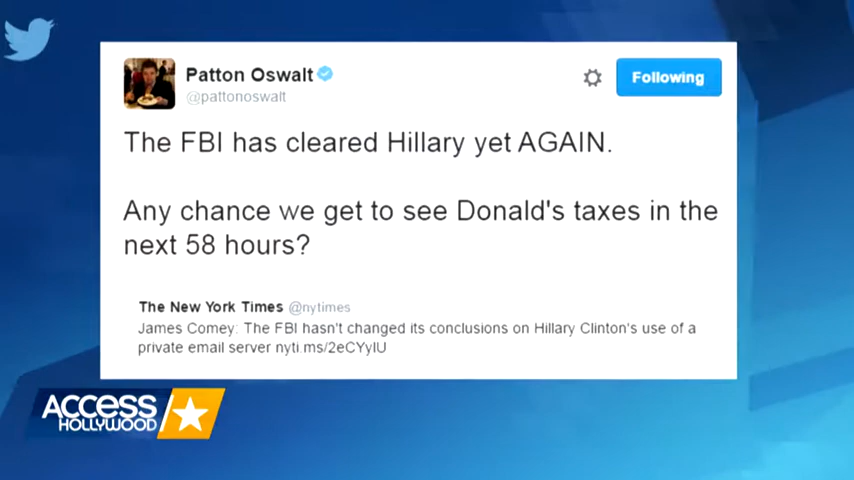 Patton Oswalt
@pattonoswalt
Following
The FBI has cleared Hillary yet AGAIN.
Any chance we get to see Donald's taxes in the
next 58 hours?
The New York Times @nytimes
James Comey: The FBI hasn't changed its conclusions on Hillary Clinton's use of a
private email server nyti.ms/2eCYyIU
ACCESS
HOLLYWOOD